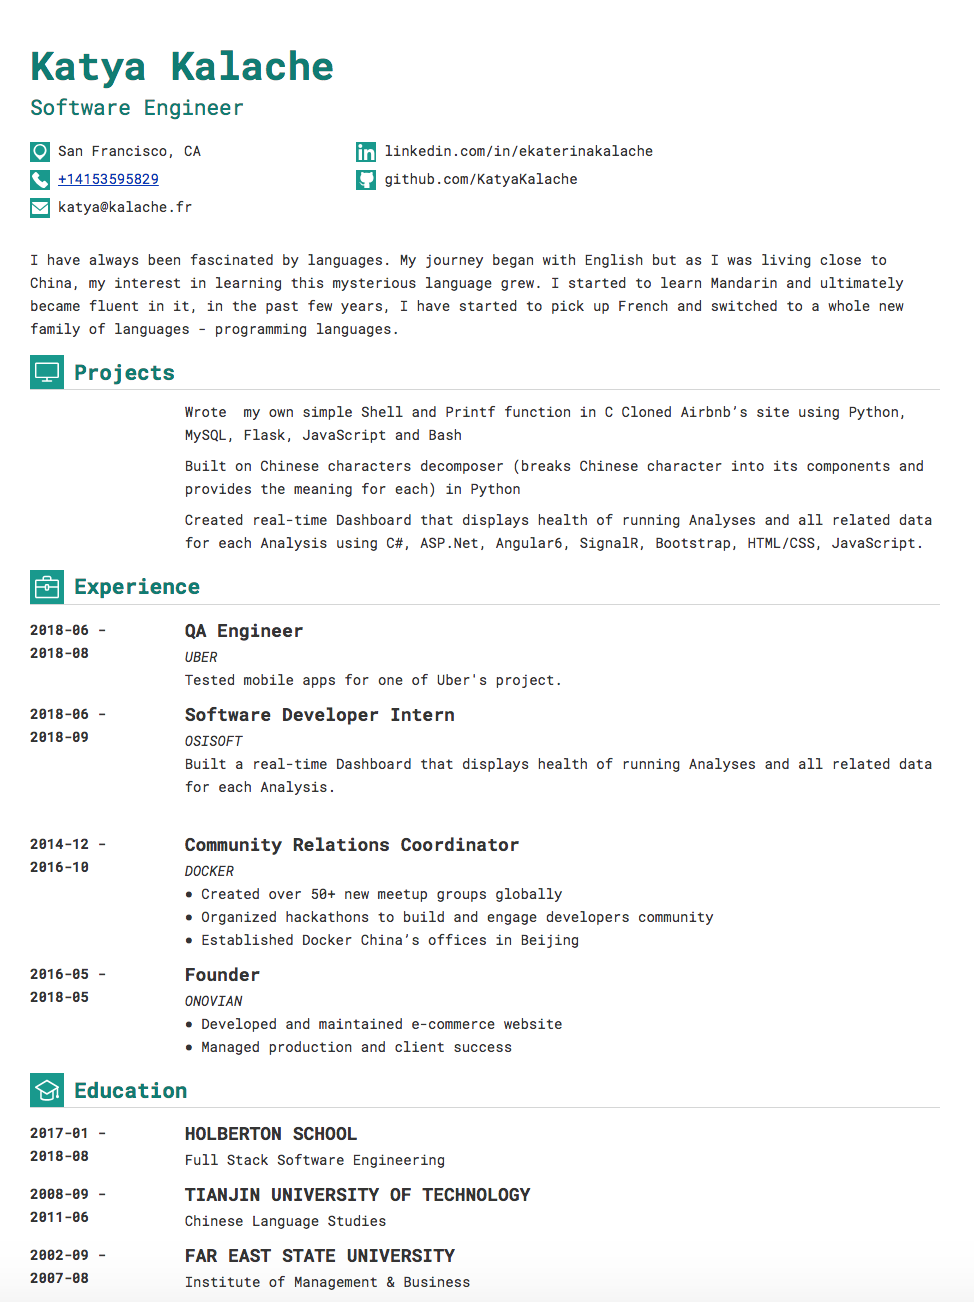 Katya Kalache
Software Engineer
San Francisco, CA
linkedin.com/in/ekaterinakalache
+14153595829
github.com/KatyaKalache
katya@kalache.fr
I have always been fascinated by languages. My journey began with English but as I was living close to
China, my interest in learning this mysterious language grew. I started to learn Mandarin and ultimately
became fluent in it, in the past few years, I have started to pick up French and switched to a whole new
family of languages - programming languages.
Projects
Wrote  my own simple Shell and Printf function in C Cloned Airbnb’s site using Python,
MySQL, Flask, JavaScript and Bash
Built on Chinese characters decomposer (breaks Chinese character into its components and
provides the meaning for each) in Python
Created real-time Dashboard that displays health of running Analyses and all related data
for each Analysis using C#, ASP.Net, Angular6, SignalR, Bootstrap, HTML/CSS, JavaScript.
Experience
2018-06 -
2018-08
QA Engineer
UBER
Tested mobile apps for one of Uber's project.
2018-06 -
2018-09
Software Developer Intern
OSISOFT
Built a real-time Dashboard that displays health of running Analyses and all related data
for each Analysis.
2014-12 -
2016-10
Community Relations Coordinator
DOCKER
• Created over 50+ new meetup groups globally
• Organized hackathons to build and engage developers community
• Established Docker China’s offices in Beijing
2016-05 -
2018-05
Founder
ONOVIAN
• Developed and maintained e-commerce website
• Managed production and client success
Education
2017-01 -
2018-08
HOLBERTON SCHOOL
Full Stack Software Engineering
2008-09 -
2011-06
TIANJIN UNIVERSITY OF TECHNOLOGY
Chinese Language Studies
2002-09 -
2007-08
FAR EAST STATE UNIVERSITY
Institute of Management & Business